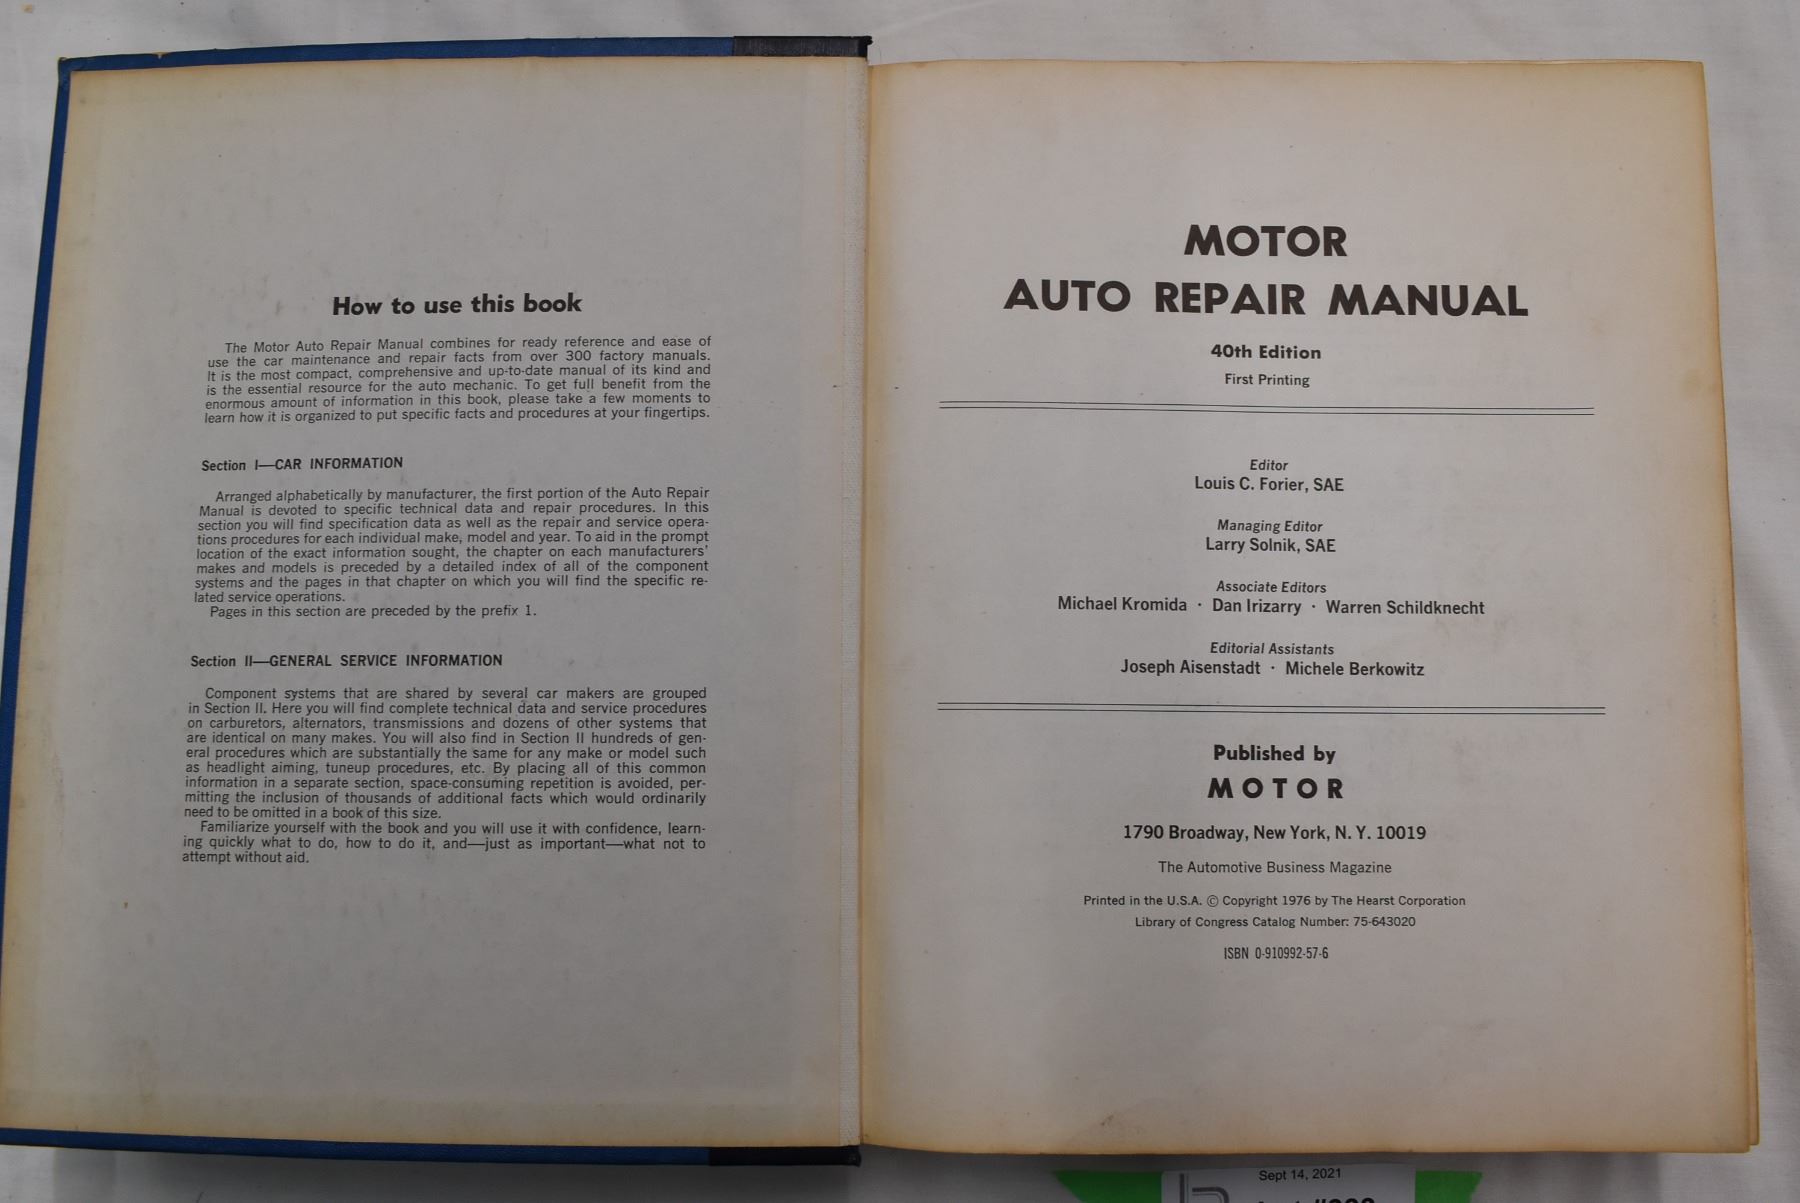 How to use this book
The Motor Auto Repair Manual combines for ready reference and ease of
use the car maintenance and repair facts from over 300 factory manuals.
It is the most compact, comprehensive and up-to-date manual of its kind and
is the essential resource for the auto mechanic. To get full benefit from the
enormous amount of information in this book, please take a few moments to
learn how it is organized to put specific facts and procedures at your fingertips.
Section I—CAR INFORMATION
Arranged alphabetically by manufacturer, the first portion of the Auto Repair
Manual is devoted to specific technical data and repair procedures. In this
section you will find specification data as well as the repair and service opera-
tions procedures for each individual make, model and year. To aid in the prompt
location of the exact information sought, the chapter on each manufacturers'
makes and models is preceded by a detailed index of all of the component
systems and the pages in that chapter on which you will find the specific re-
lated service operations.
Pages in this section are preceded by the prefix 1.
Section II—GENERAL SERVICE INFORMATION
Component systems that are shared by several car makers are grouped
in Section II. Here you will find complete technical data and service procedures
on carburetors, alternators, transmissions and dozens of other systems that
are identical on many makes. You will also find in Section II hundreds of gen-
eral procedures which are substantially the same for any make or model such
as headlight aiming, tuneup procedures, etc. By placing all of this common
information in a separate section, space-consuming repetition is avoided, per-
mitting the inclusion of thousands of additional facts which would ordinarily
need to be omitted in a book of this size.
Familiarize yourself with the book and you will use it with confidence, learn-
ing quickly what to do, how to do it, and—just as important—what not to
attempt without aid.
MOTOR
AUTO REPAIR MANUAL
40th Edition
First Printing
Editor
Louis C. Forier, SAE
Managing Editor
Larry Solnik, SAE
Associate Editors
Michael Kromida · Dan Irizarry · Warren Schildknecht
Editorial Assistants
Joseph Aisenstadt · Michele Berkowitz
Published by
MOTOR
1790 Broadway, New York, N. Y. 10019
The Automotive Business Magazine
Printed in the U.S.A. © Copyright 1976 by The Hearst Corporation
Library of Congress Catalog Number: 75-643020
ISBN 0-910992-57-6
Sept 14, 2021